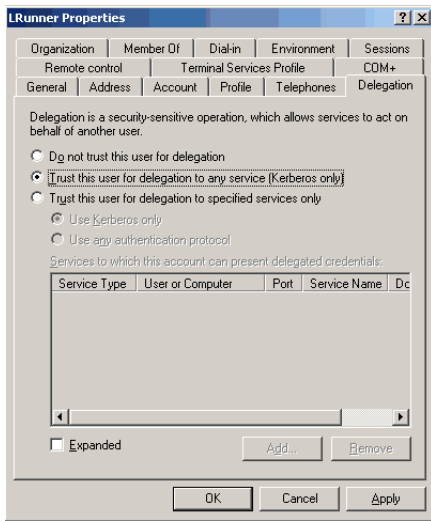 LRunner Properties
Organization Member Of Dial-in Environment Sessions
Remote control Terminal Services Profile COM+
General Address Account Profile Telephones Delegation
Delegation is a security-sensitive operation, which allows services to act on
behalf of another user.
Do not trust this user for delegation
Trust this user for delegation to any service (Kerberos only)
Trust this user for delegation to specified services only
Use Kerberos only
Use any authentication protocol
Services to which this account can present delegated credentials:
Service Type User or Computer Port Service Name Dc
Expanded Add... Remove
OK Cancel Apply